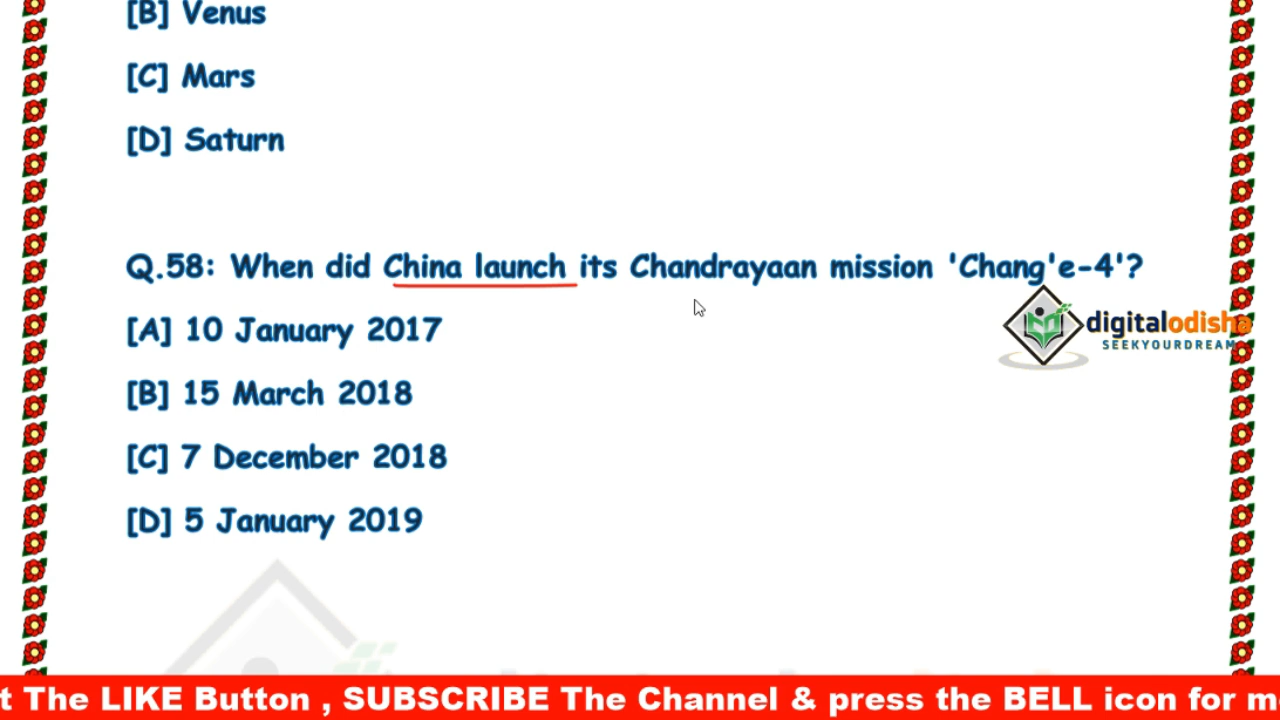 [B] Venus
[C] Mars
[D] Saturn
Q.58: When did China launch its Chandrayaan mission 'Chang'e-4'?
[A] 10 January 2017
digitalodisha
SEEKYOURDREAM
[B] 15 March 2018
[C] 7 December 2018
[D] 5 January 2019
t The LIKE Button , SUBSCRIBE The Channel & press the BELL icon for m